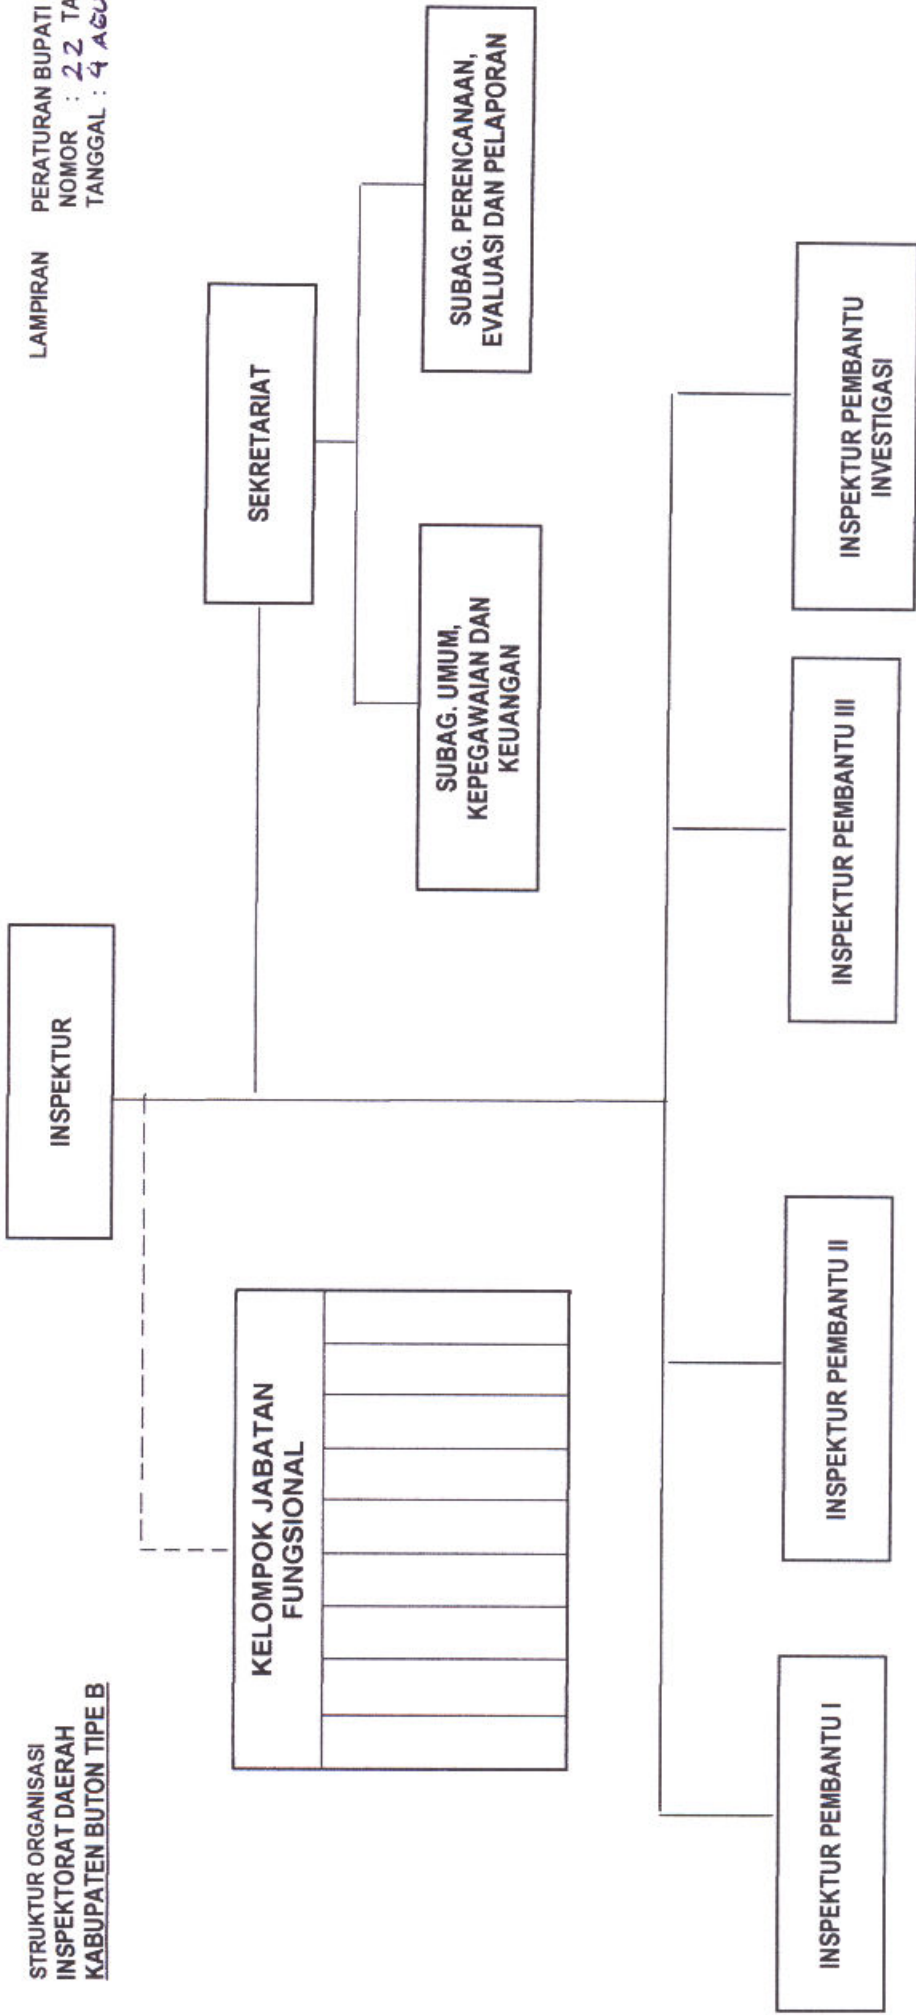 STRUKTUR ORGANISASI
INSPEKTORAT DAERAH
KABUPATEN BUTON TIPE B
LAMPIRAN PERATURAN BUPATI
NOMOR : 22
TANGGAL : 4
INSPEKTUR
SEKRETARIAT
KELOMPOK JABATAN
FUNGSIONAL
SUBAG. UMUM,
KEPEGAWAIAN DAN
KEUANGAN
SUBAG. PERENCANAAN,
EVALUASI DAN PELAPORAN
INSPEKTUR PEMBANTU I
INSPEKTUR PEMBANTU II
INSPEKTUR PEMBANTU III
INSPEKTUR PEMBANTU
INVESTIGASI